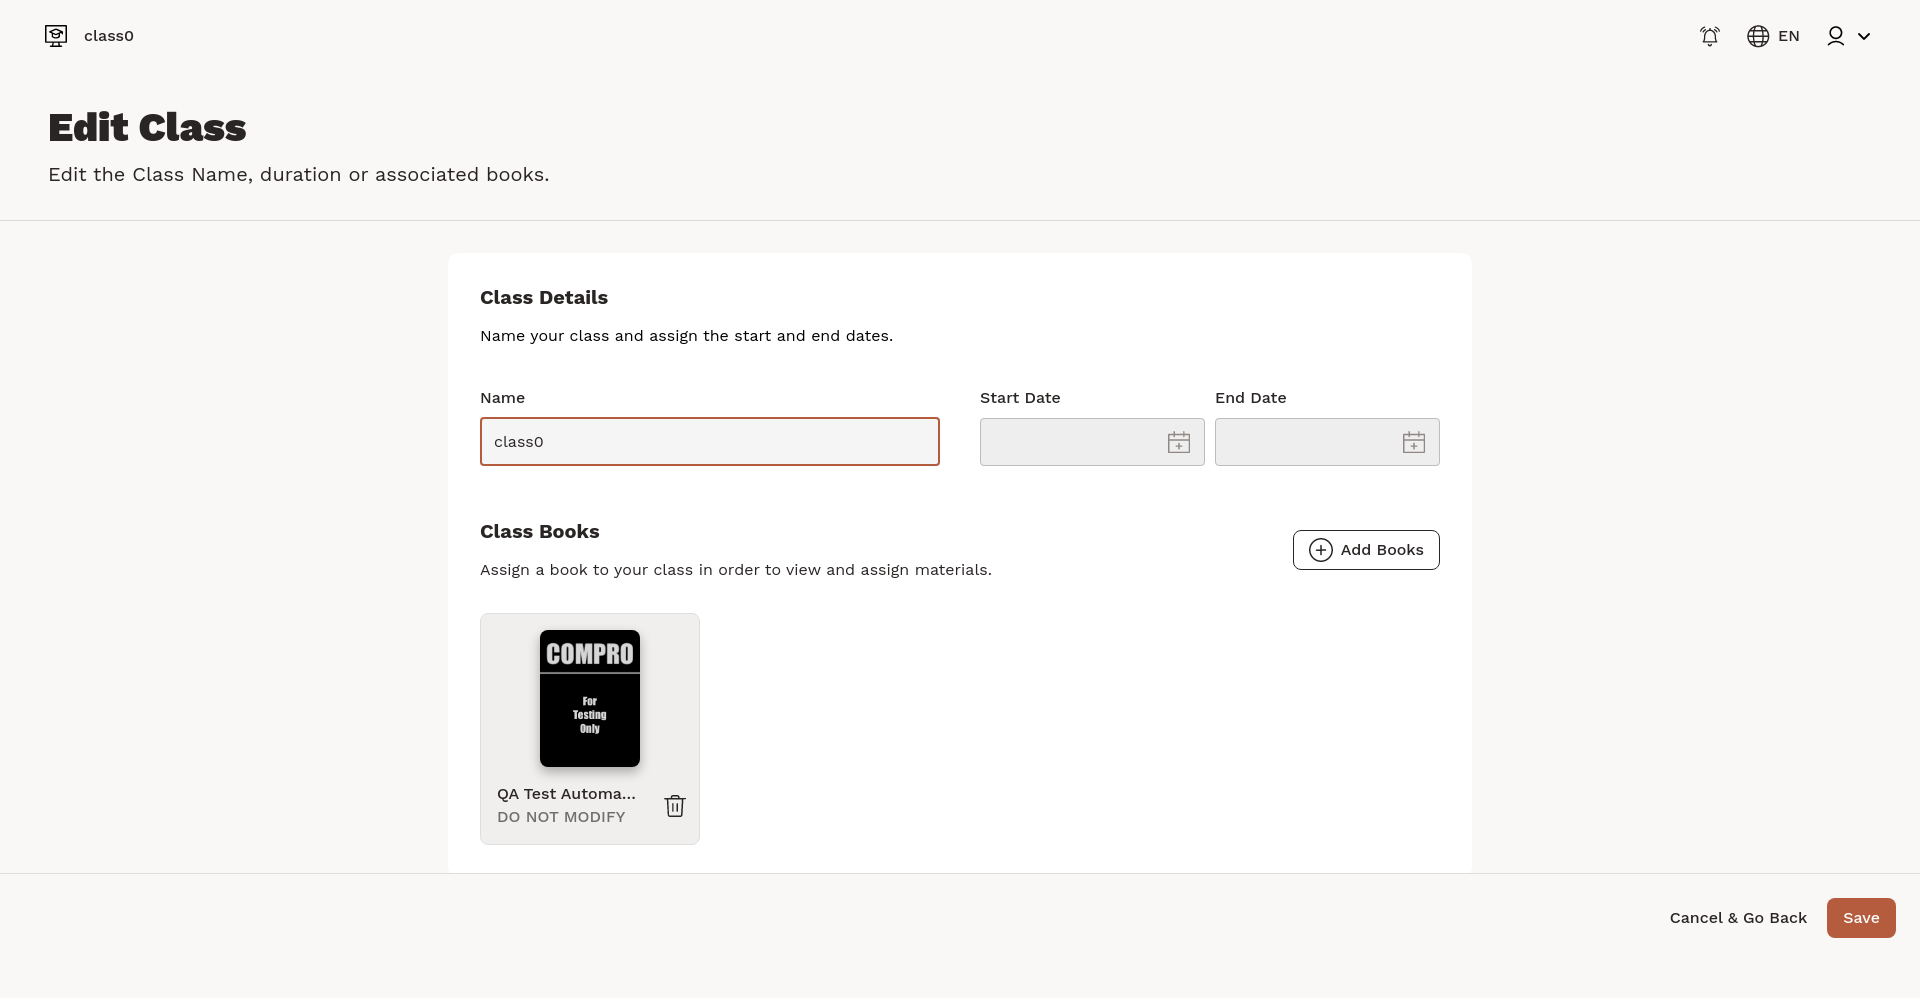 class0
EN
Edit Class
Edit the Class Name, duration or associated books.
Class Details
Name your class and assign the start and end dates.
Name
Start Date
End Date
class0
Class Books
Assign a book to your class in order to view and assign materials.
Add Books
COMPRO
For
Testing
Only
QA Test Automa...
DO NOT MODIFY
Cancel & Go Back
Save